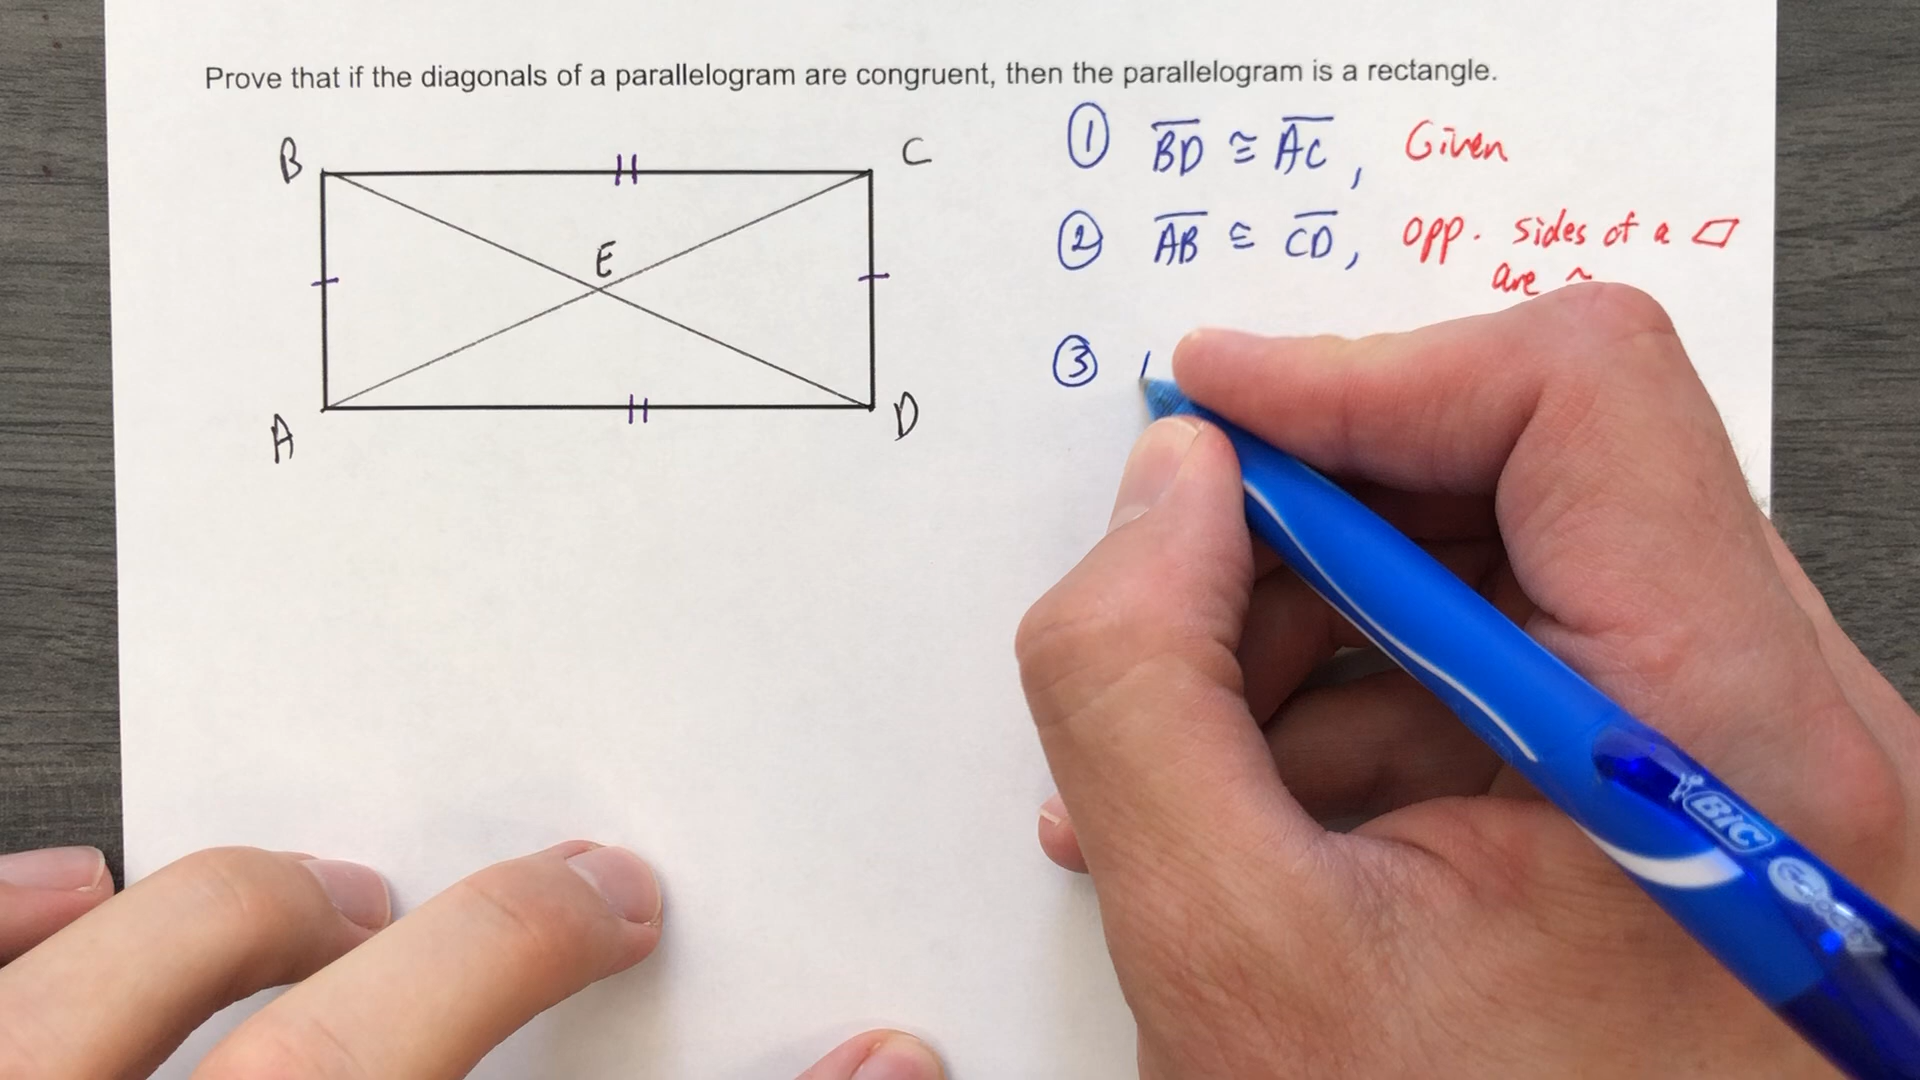 Prove that if the diagonals of a parallelogram are congruent, then the parallelogram is a rectangle.
B
C
E
A
D
① BD ≅ AC, Given
② AB ≅ CD, opp. sides of a ▱
are
③
BIC